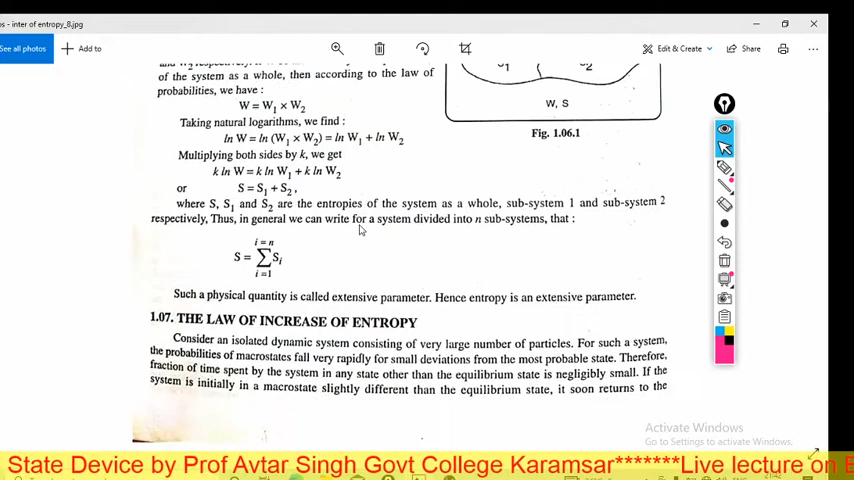 os - inter of entropy_8.jpg
See all photos
Add to
Edit & Create
Share
of the system as a whole, then according to the law of
probabilities, we have :
W = W₁ × W₂
Taking natural logarithms, we find :
ln W = ln (W₁ × W₂) = ln W₁ + ln W₂
Multiplying both sides by k, we get
k ln W = k ln W₁ + k ln W₂
or S = S₁ + S₂,
S₁ S₂
W, S
Fig. 1.06.1
where S, S₁ and S₂ are the entropies of the system as a whole, sub-system 1 and sub-system 2
respectively, Thus, in general we can write for a system divided into n sub-systems, that :
i = n
S = ∑ Sᵢ
i = 1
Such a physical quantity is called extensive parameter. Hence entropy is an extensive parameter.
1.07. THE LAW OF INCREASE OF ENTROPY
Consider an isolated dynamic system consisting of very large number of particles. For such a system,
the probabilities of macrostates fall very rapidly for small deviations from the most probable state. Therefore,
fraction of time spent by the system in any state other than the equilibrium state is negligibly small. If the
system is initially in a macrostate slightly different than the equilibrium state, it soon returns to the
Activate Windows
Go to Settings to activate Windows.
State Device by Prof Avtar Singh Govt College Karamsar*******Live lecture on E